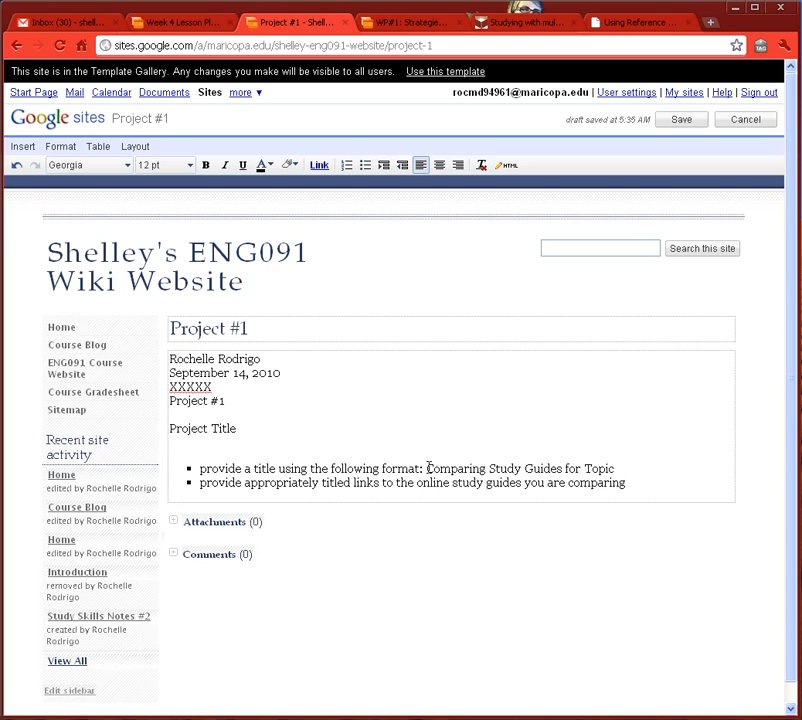 Inbox (30) - shell...
Week 4 Lesson Pl...
Project #1 - Shell...
WP#1: Strategie...
Studying with mul...
Using Reference ...
sites.google.com/a/maricopa.edu/shelley-eng091-website/project-1
This site is in the Template Gallery. Any changes you make will be visible to all users. Use this template
Start Page Mail Calendar Documents Sites more ▼ rocmd94961@maricopa.edu | User settings | My sites | Help | Sign out
Google sites Project #1 draft saved at 5:35 AM Save Cancel
Insert Format Table Layout
Georgia 12 pt B I U A Link HTML
Shelley's ENG091
Wiki Website
Search this site
Home
Course Blog
ENG091 Course
Website
Course Gradesheet
Sitemap
Recent site
activity
Home
edited by Rochelle Rodrigo
Course Blog
edited by Rochelle Rodrigo
Home
edited by Rochelle Rodrigo
Introduction
removed by Rochelle
Rodrigo
Study Skills Notes #2
created by Rochelle
Rodrigo
View All
Edit sidebar
Project #1
Rochelle Rodrigo
September 14, 2010
XXXXX
Project #1
Project Title
provide a title using the following format: Comparing Study Guides for Topic
provide appropriately titled links to the online study guides you are comparing
Attachments (0)
Comments (0)